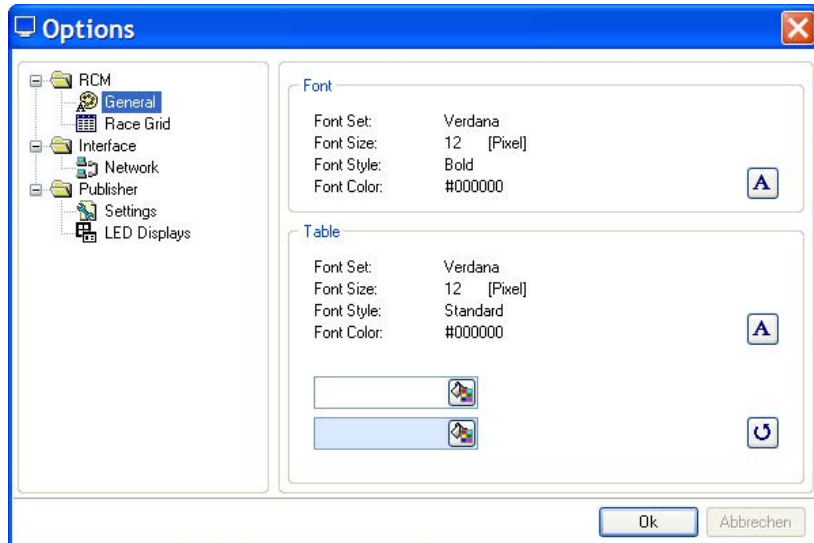 Options
RCM
General
Race Grid
Interface
Network
Publisher
Settings
LED Displays
Font
Font Set: Verdana
Font Size: 12 [Pixel]
Font Style: Bold
Font Color: #000000
A
Table
Font Set: Verdana
Font Size: 12 [Pixel]
Font Style: Standard
Font Color: #000000
A
Ok
Abbrechen